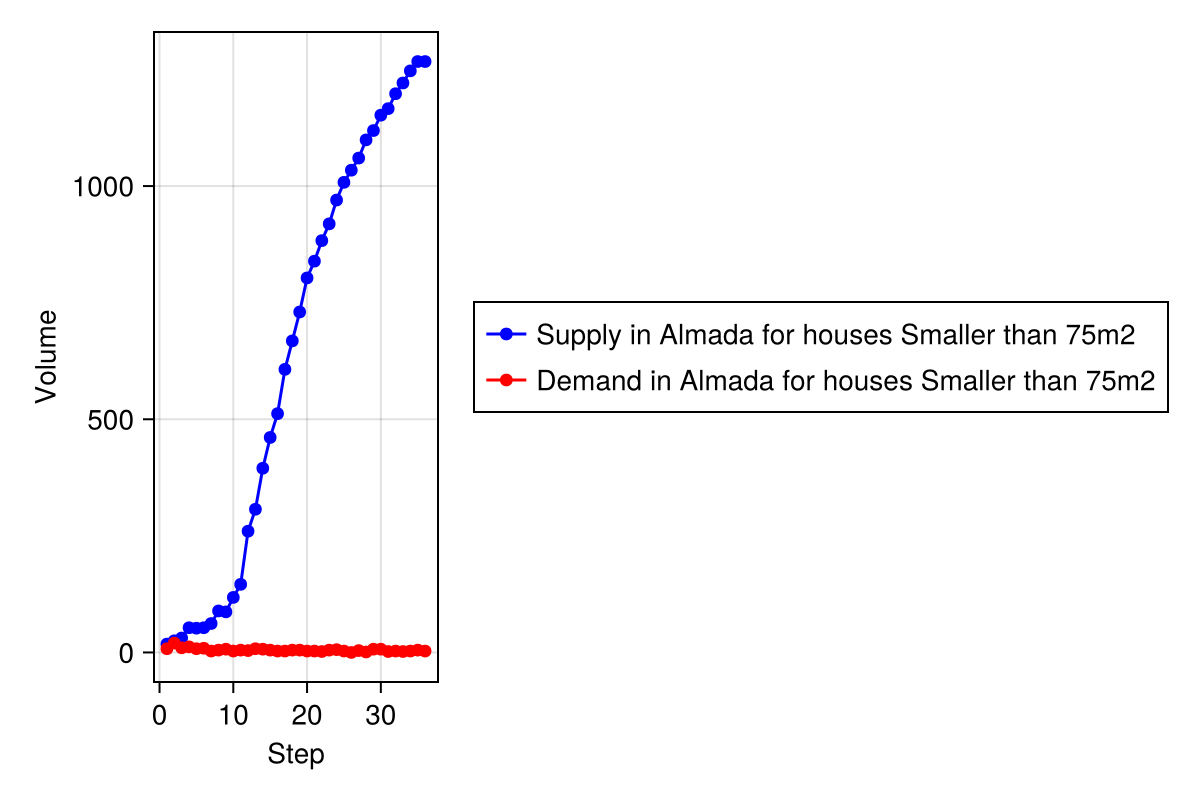 Volume
1000
500
0
0 10 20 30
Step
Supply in Almada for houses Smaller than 75m2
Demand in Almada for houses Smaller than 75m2